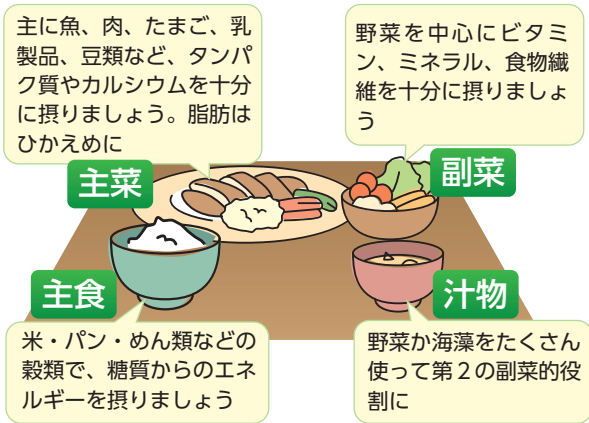 主に魚、肉、たまご、乳
製品、豆類など、タンパ
ク質やカルシウムを十分
に摂りましょう。脂肪は
ひかえめに
主菜
野菜を中心にビタミ
ン、ミネラル、食物繊
維を十分に摂りましょ
う
副菜
主食
米・パン・めん類などの
穀類で、糖質からのエネ
ルギーを摂りましょう
汁物
野菜か海藻をたくさん
使って第２の副菜的役
割に